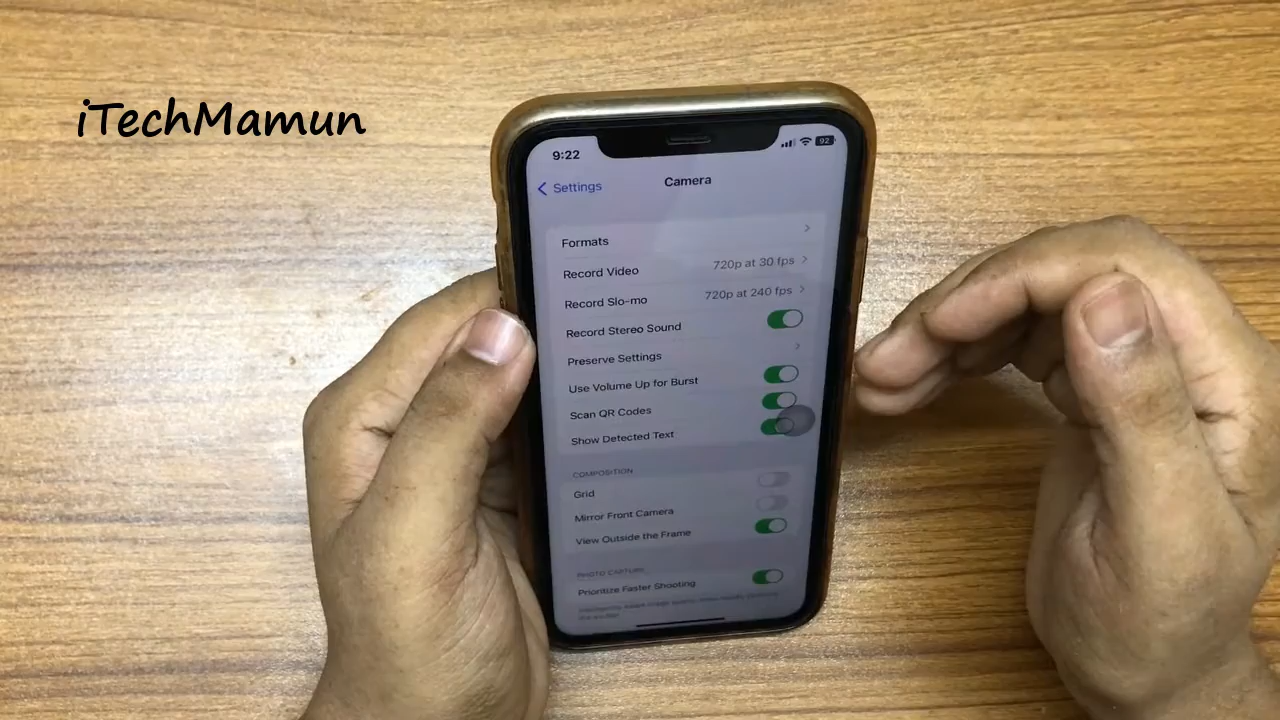 iTechMamun
9:22
92
Settings
Camera
Formats
Record Video 720p at 30 fps
Record Slo-mo 720p at 240 fps
Record Stereo Sound
Preserve Settings
Use Volume Up for Burst
Scan QR Codes
Show Detected Text
COMPOSITION
Grid
Mirror Front Camera
View Outside the Frame
PHOTO CAPTURE
Prioritize Faster Shooting